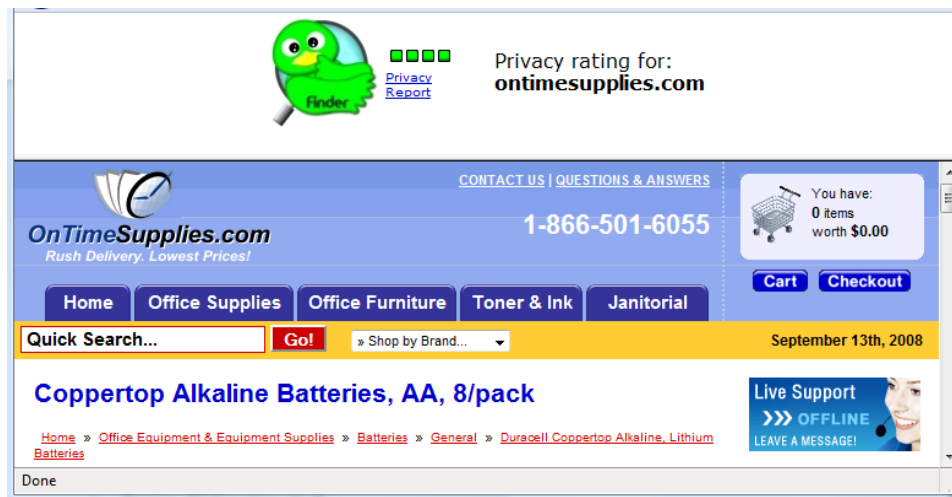 Finder
Privacy
Report
Privacy rating for:
ontimesupplies.com
OnTimeSupplies.com
Rush Delivery. Lowest Prices!
CONTACT US | QUESTIONS & ANSWERS
1-866-501-6055
You have:
0 items
worth $0.00
Cart Checkout
Home Office Supplies Office Furniture Toner & Ink Janitorial
Quick Search... Go! » Shop by Brand... September 13th, 2008
Coppertop Alkaline Batteries, AA, 8/pack
Home » Office Equipment & Equipment Supplies » Batteries » General » Duracell Coppertop Alkaline, Lithium
Batteries
Live Support
>>> OFFLINE
LEAVE A MESSAGE!
Done